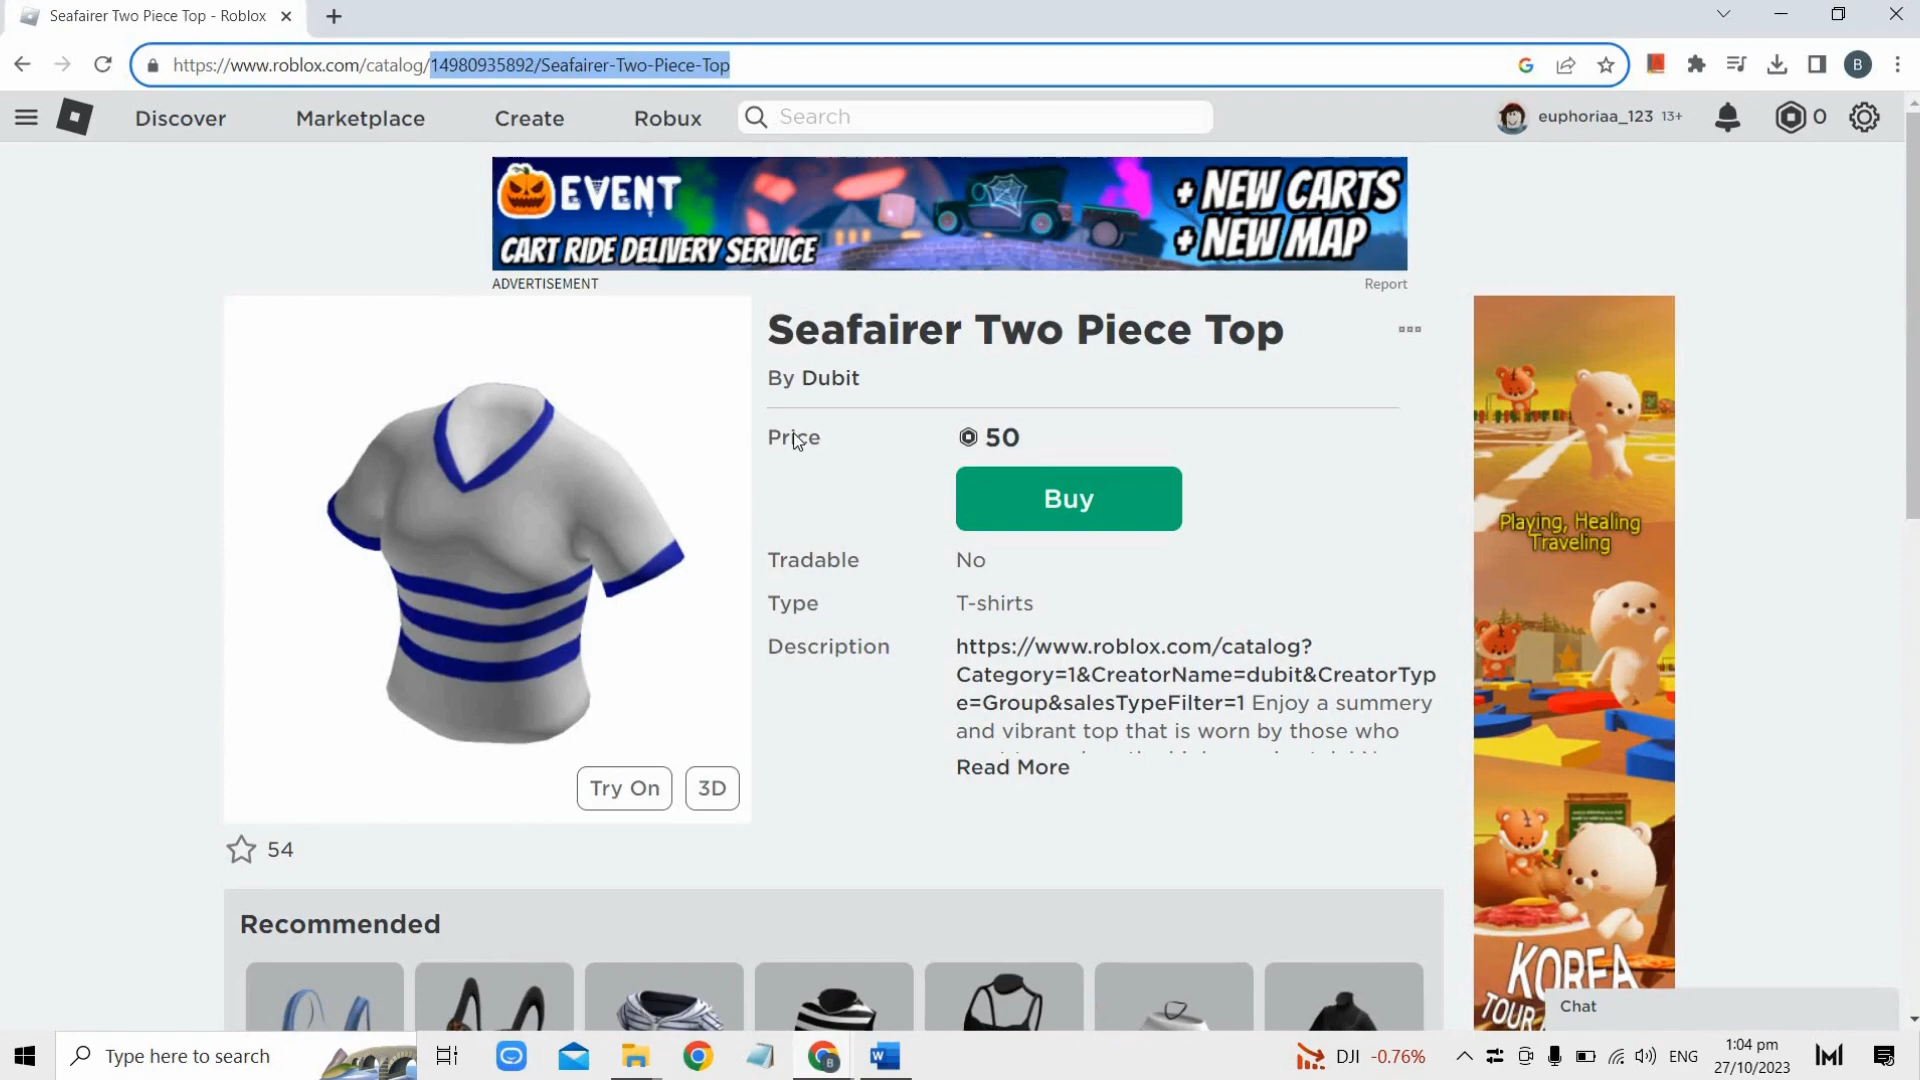 Seafairer Two Piece Top - Roblox
https://www.roblox.com/catalog/14980935892/Seafairer-Two-Piece-Top
B
Discover
Marketplace
Create
Robux
Search
euphoriaa_123 13+
0
EVENT
CART RIDE DELIVERY SERVICE
+ NEW CARTS
+ NEW MAP
ADVERTISEMENT
Report
Seafairer Two Piece Top
By Dubit
Price
50
Buy
Tradable
No
Type
T-shirts
Description
https://www.roblox.com/catalog?
Category=1&CreatorName=dubit&CreatorTyp
e=Group&salesTypeFilter=1 Enjoy a summery
and vibrant top that is worn by those who
Read More
Try On
3D
54
Recommended
Playing, Healing
Traveling
KOREA
TOUR
Chat
Type here to search
DJI -0.76%
ENG
1:04 pm
27/10/2023